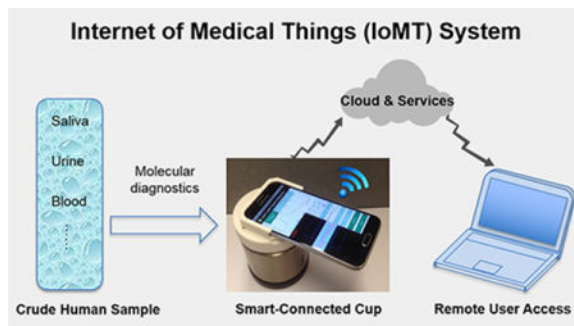 Internet of Medical Things (IoMT) System
Cloud & Services
Saliva
Urine
Blood
Molecular
diagnostics
Crude Human Sample
Smart-Connected Cup
Remote User Access